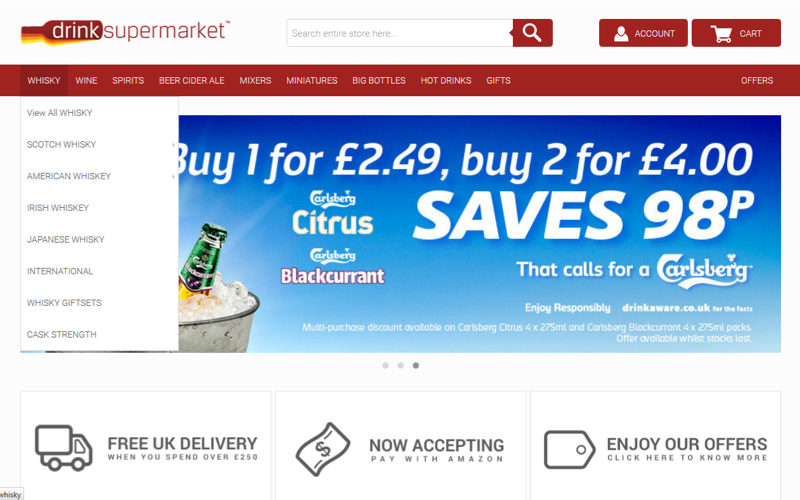 drinksupermarket™
Search entire store here...
ACCOUNT
CART
WHISKY WINE SPIRITS BEER CIDER ALE MIXERS MINIATURES BIG BOTTLES HOT DRINKS GIFTS OFFERS
View All WHISKY
SCOTCH WHISKY
AMERICAN WHISKEY
IRISH WHISKEY
JAPANESE WHISKY
INTERNATIONAL
WHISKY GIFTSETS
CASK STRENGTH
Buy 1 for £2.49, buy 2 for £4.00
SAVES 98P
Carlsberg
Citrus
Carlsberg
Blackcurrant
That calls for a Carlsberg™
Enjoy Responsibly drinkaware.co.uk for the facts
Multi-purchase discount available on Carlsberg Citrus 4 x 275ml and Carlsberg Blackcurrant 4 x 275ml packs.
Offer available whilst stocks last.
Carlsberg
FREE UK DELIVERY
WHEN YOU SPEND OVER £250
$
NOW ACCEPTING
PAY WITH AMAZON
ENJOY OUR OFFERS
CLICK HERE TO KNOW MORE
whisky